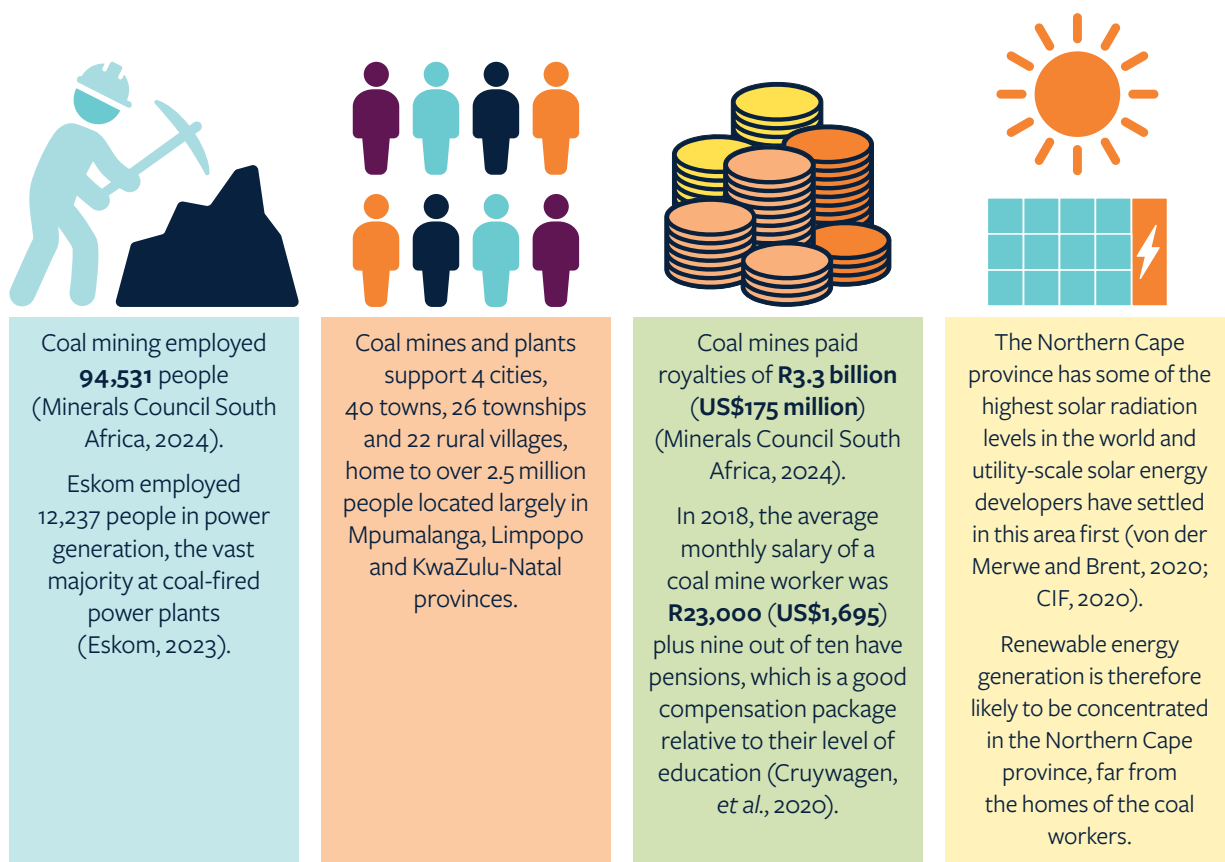 Coal mining employed
94,531 people
(Minerals Council South
Africa, 2024).
Eskom employed
12,237 people in power
generation, the vast
majority at coal-fired
power plants
(Eskom, 2023).
Coal mines and plants
support 4 cities,
40 towns, 26 townships
and 22 rural villages,
home to over 2.5 million
people located largely in
Mpumalanga, Limpopo
and KwaZulu-Natal
provinces.
Coal mines paid
royalties of R3.3 billion
(US$175 million)
(Minerals Council South
Africa, 2024).
In 2018, the average
monthly salary of a
coal mine worker was
R23,000 (US$1,695)
plus nine out of ten have
pensions, which is a good
compensation package
relative to their level of
education (Cruywagen,
et al., 2020).
The Northern Cape
province has some of the
highest solar radiation
levels in the world and
utility-scale solar energy
developers have settled
in this area first (von der
Merwe and Brent, 2020;
CIF, 2020).
Renewable energy
generation is therefore
likely to be concentrated
in the Northern Cape
province, far from
the homes of the coal
workers.